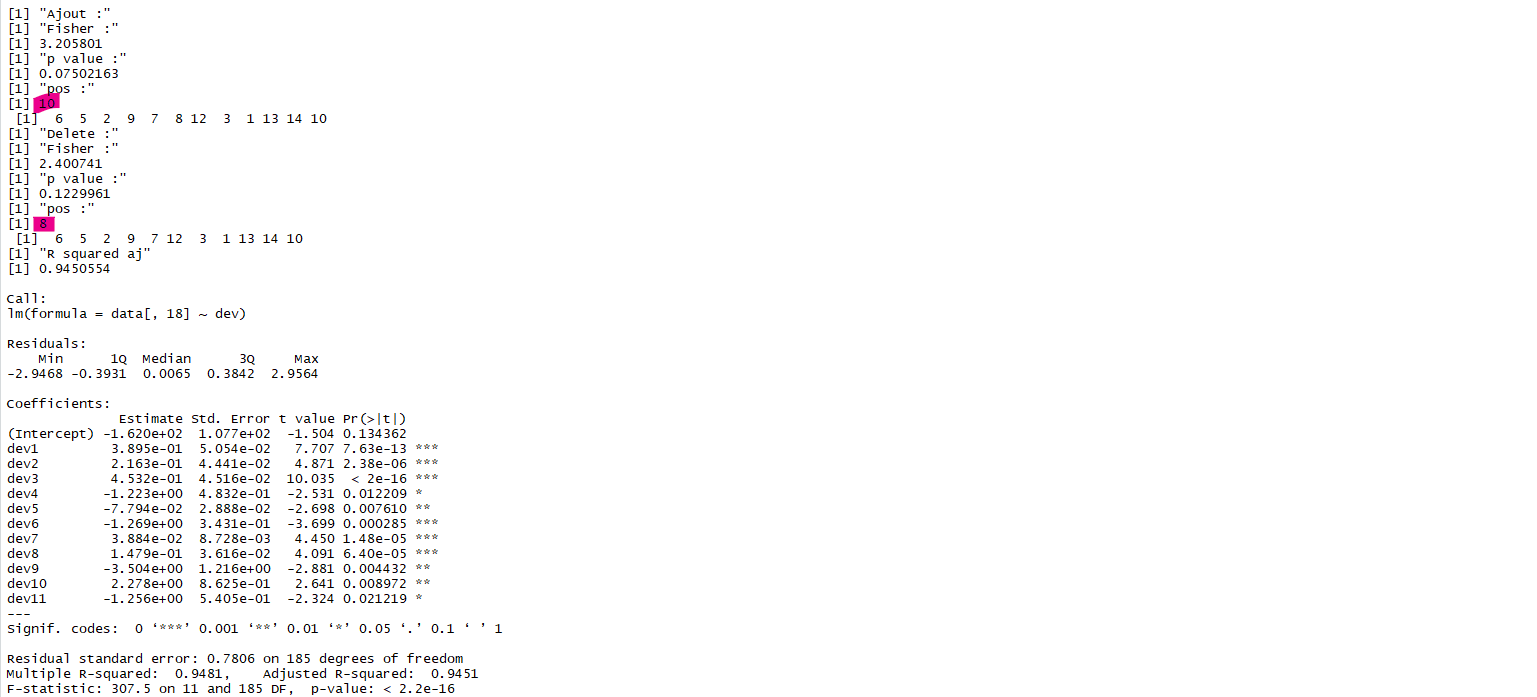 [1] "Ajout :"
[1] "Fisher :"
[1] 3.205801
[1] "p value :"
[1] 0.07502163
[1] "pos :"
[1] 10
[1]  6  5  2  9  7  8 12  3  1 13 14 10
[1] "Delete :"
[1] "Fisher :"
[1] 2.400741
[1] "p value :"
[1] 0.1229961
[1] "pos :"
[1] 8
[1]  6  5  2  9  7 12  3  1 13 14 10
[1] "R squared aj"
[1] 0.9450554
Call:
lm(formula = data[, 18] ~ dev)
Residuals:
Min 1Q Median 3Q Max
-2.9468 -0.3931 0.0065 0.3842 2.9564
Coefficients:
Estimate Std. Error t value Pr(>|t|)
(Intercept) -1.620e+02 1.077e+02 -1.504 0.134362
dev1 3.895e-01 5.054e-02 7.707 7.63e-13 ***
dev2 2.163e-01 4.441e-02 4.871 2.38e-06 ***
dev3 4.532e-01 4.516e-02 10.035 < 2e-16 ***
dev4 -1.223e+00 4.832e-01 -2.531 0.012209 *
dev5 -7.794e-02 2.888e-02 -2.698 0.007610 **
dev6 -1.269e+00 3.431e-01 -3.699 0.000285 ***
dev7 3.884e-02 8.728e-03 4.450 1.48e-05 ***
dev8 1.479e-01 3.616e-02 4.091 6.40e-05 ***
dev9 -3.504e+00 1.216e+00 -2.881 0.004432 **
dev10 2.278e+00 8.625e-01 2.641 0.008972 **
dev11 -1.256e+00 5.405e-01 -2.324 0.021219 *
---
Signif. codes:  0 ‘***’ 0.001 ‘**’ 0.01 ‘*’ 0.05 ‘.’ 0.1 ‘ ’ 1
Residual standard error: 0.7806 on 185 degrees of freedom
Multiple R-squared:  0.9481,    Adjusted R-squared:  0.9451
F-statistic: 307.5 on 11 and 185 DF,  p-value: < 2.2e-16